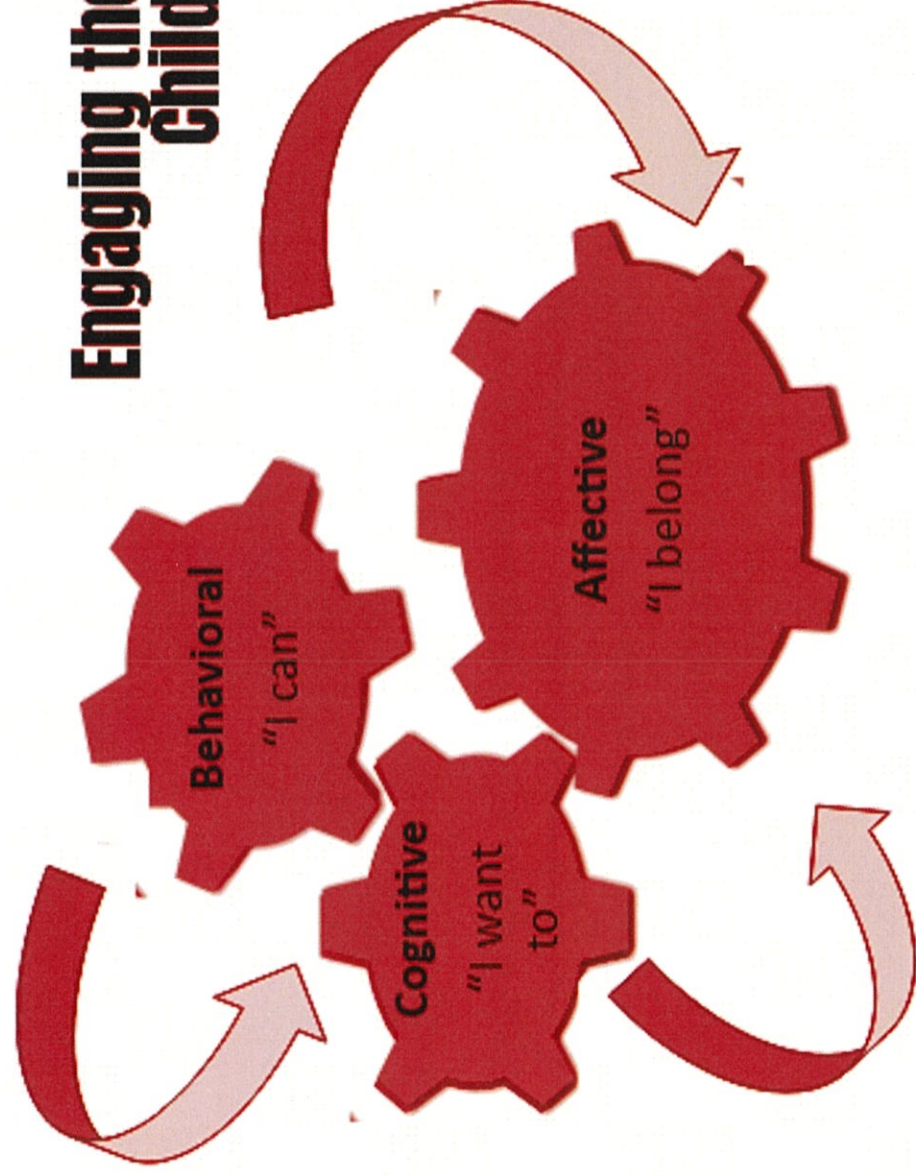 Engaging the
Child
Behavioral
"I can"
Cognitive
"I want
to"
Affective
"I belong"